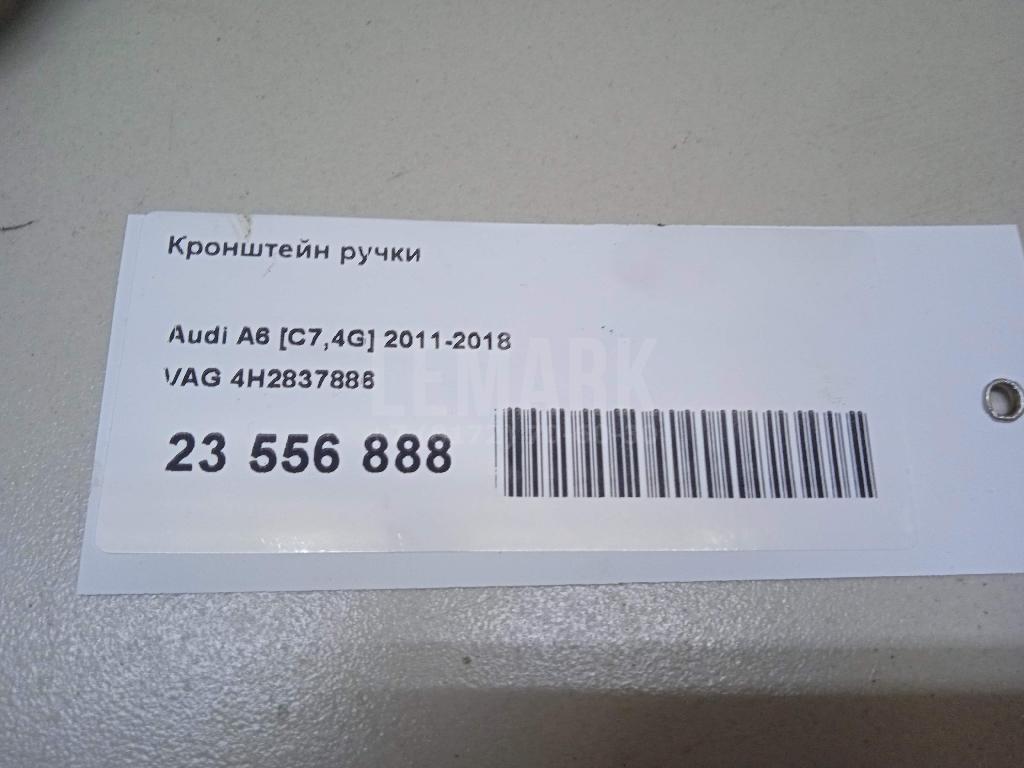 Кронштейн ручки
Audi A6 [C7,4G] 2011-2018
VAG 4H2837886
LEMARK
23 556 888